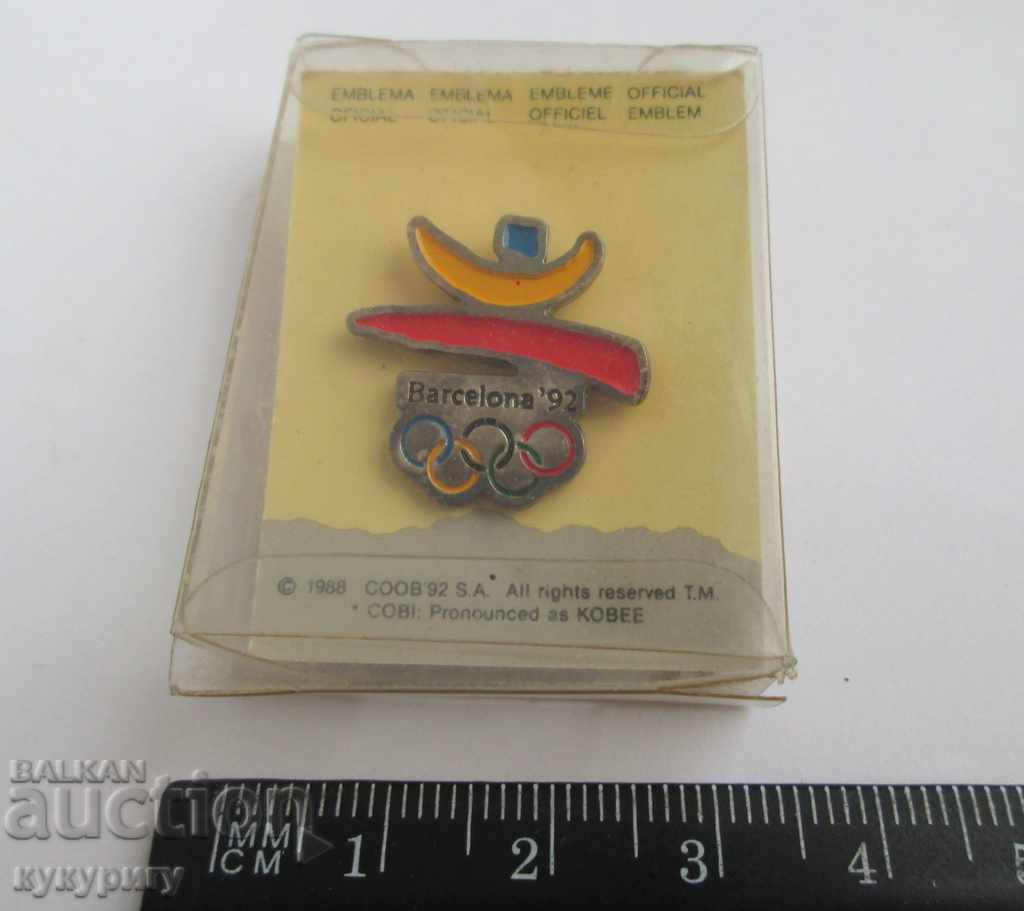 EMBLEMA EMBLEMA EMBLEME OFFICIAL
OFICIAL OFICIAL OFFICIEL EMBLEM
Barcelona '92
© 1988 COOB'92 S.A.* All rights reserved T.M.
* COBI: Pronounced as KOBEE
BALKAN
auction
кукуригу
MM
CM
1 2 3 4 5